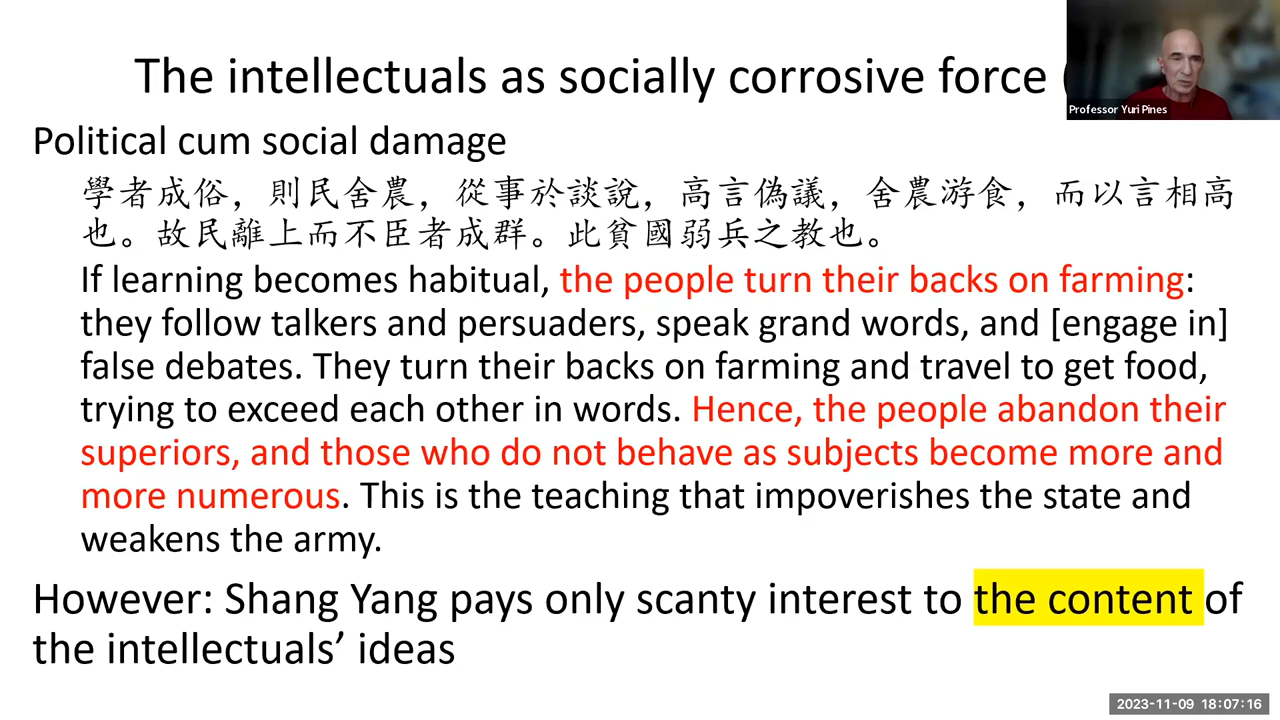 The intellectuals as socially corrosive force (
Professor Yuri Pines
Political cum social damage
學者成俗，則民舍農，從事於談說，高言偽議，舍農游食，而以言相高
也。故民離上而不臣者成群。此貧國弱兵之教也。
If learning becomes habitual, the people turn their backs on farming:
they follow talkers and persuaders, speak grand words, and [engage in]
false debates. They turn their backs on farming and travel to get food,
trying to exceed each other in words. Hence, the people abandon their
superiors, and those who do not behave as subjects become more and
more numerous. This is the teaching that impoverishes the state and
weakens the army.
However: Shang Yang pays only scanty interest to the content of
the intellectuals’ ideas
2023-11-09 18:07:16